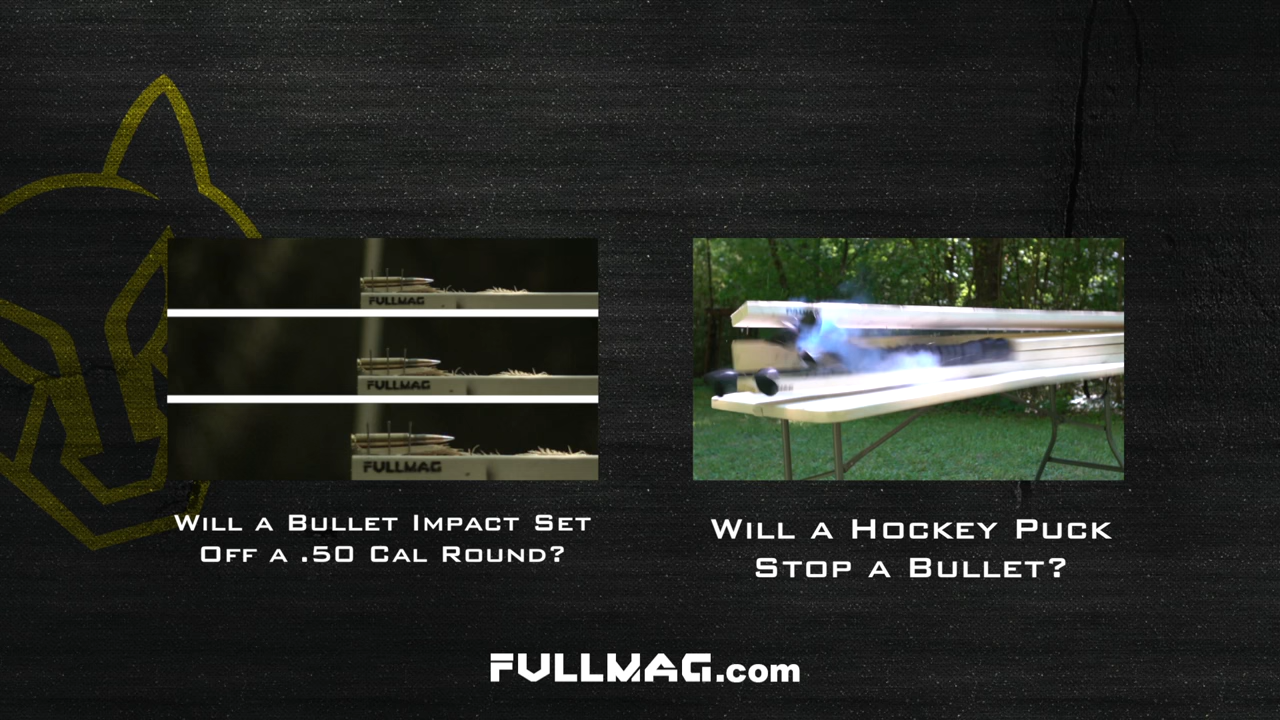 FULLMAG
FULLMAG
FULLMAG
Will a Bullet Impact Set
Off a .50 Cal Round?
Will a Hockey Puck
Stop a Bullet?
FULLMAG.com